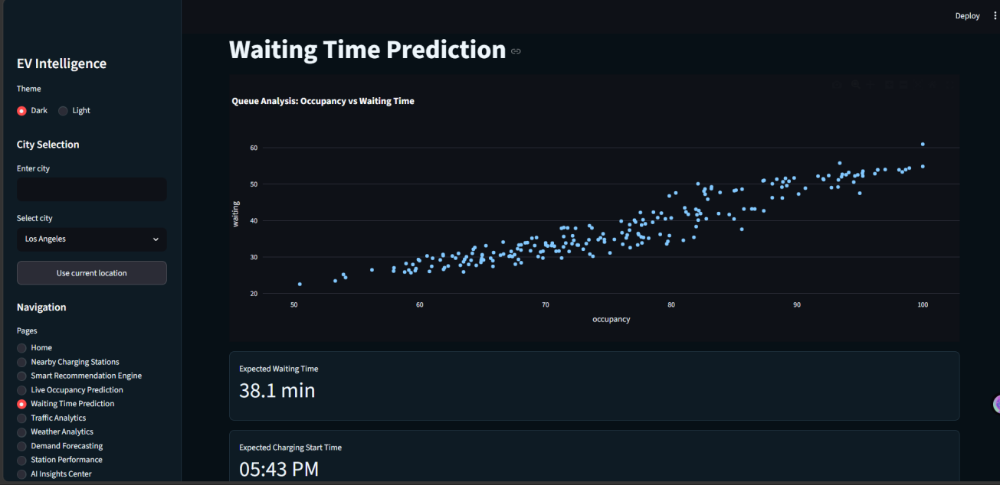 Deploy
EV Intelligence
Theme
Dark Light
City Selection
Enter city
Select city
Los Angeles
Use current location
Navigation
Pages
Home
Nearby Charging Stations
Smart Recommendation Engine
Live Occupancy Prediction
Waiting Time Prediction
Traffic Analytics
Weather Analytics
Demand Forecasting
Station Performance
AI Insights Center
Waiting Time Prediction
Queue Analysis: Occupancy vs Waiting Time
waiting
60
50
40
30
20
50 60 70 80 90 100
occupancy
Expected Waiting Time
38.1 min
Expected Charging Start Time
05:43 PM